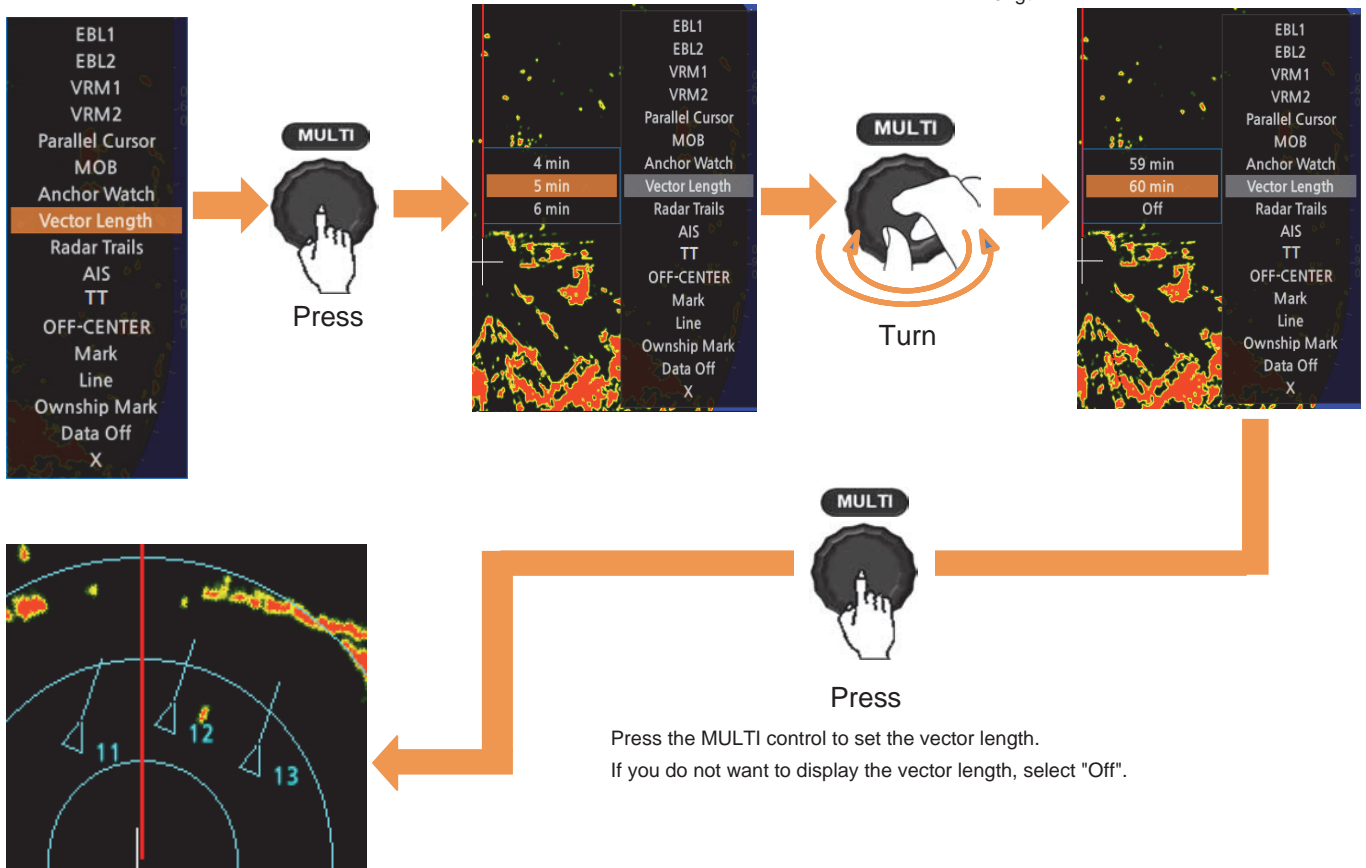 EBL1
EBL2
VRM1
VRM2
Parallel Cursor
MOB
Anchor Watch
Vector Length
Radar Trails
AIS
TT
OFF-CENTER
Mark
Line
Ownship Mark
Data Off
X
MULTI
Press
4 min
5 min
6 min
EBL1
EBL2
VRM1
VRM2
Parallel Cursor
MOB
Anchor Watch
Vector Length
Radar Trails
AIS
TT
OFF-CENTER
Mark
Line
Ownship Mark
Data Off
X
MULTI
Turn
59 min
60 min
Off
EBL1
EBL2
VRM1
VRM2
Parallel Cursor
MOB
Anchor Watch
Vector Length
Radar Trails
AIS
TT
OFF-CENTER
Mark
Line
Ownship Mark
Data Off
X
MULTI
Press
Press the MULTI control to set the vector length.
If you do not want to display the vector length, select "Off".
11
12
13